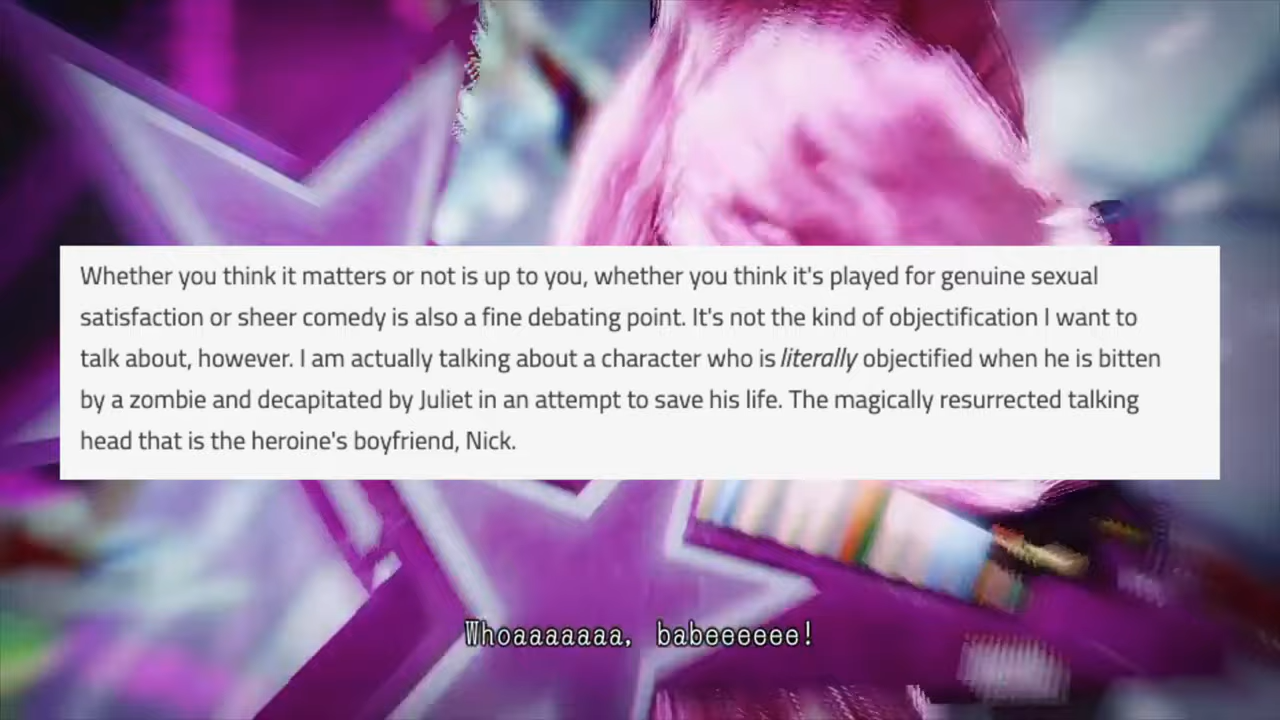 Whether you think it matters or not is up to you, whether you think it's played for genuine sexual
satisfaction or sheer comedy is also a fine debating point. It's not the kind of objectification I want to
talk about, however. I am actually talking about a character who is literally objectified when he is bitten
by a zombie and decapitated by Juliet in an attempt to save his life. The magically resurrected talking
head that is the heroine's boyfriend, Nick.
Whoaaaaaaa, babeeeeee!